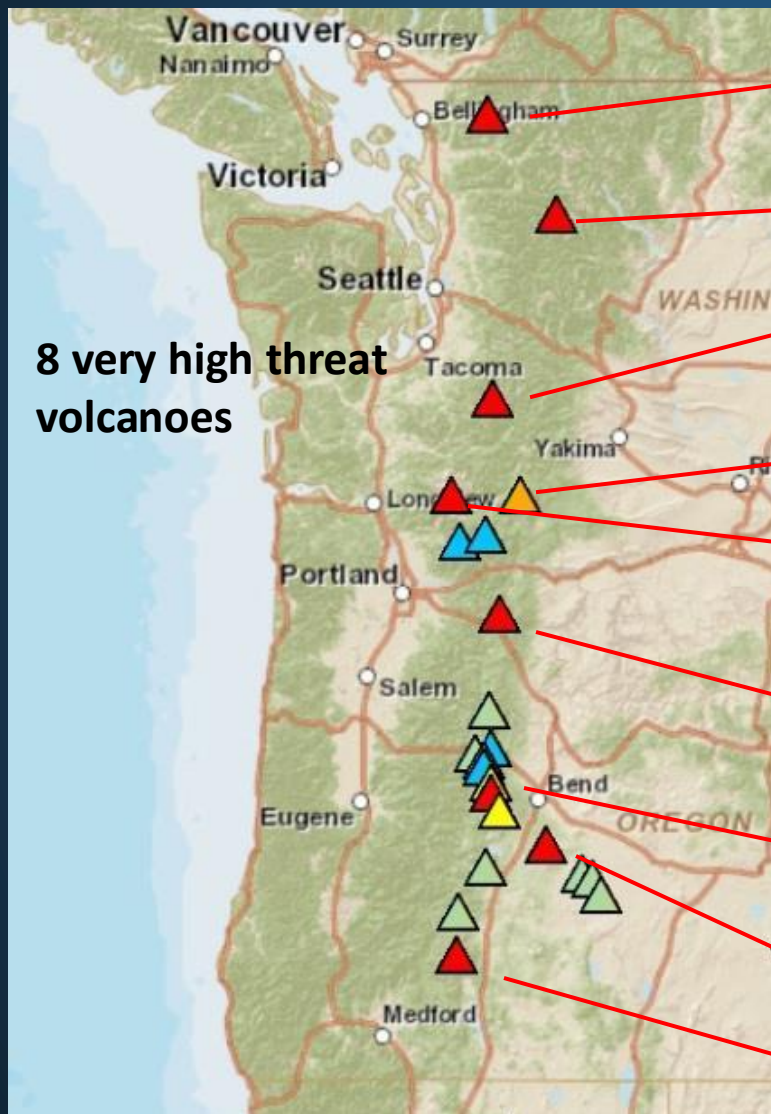 Vancouver
Surrey
Nanaimo
Bellingham
Victoria
Seattle
WASHIN
8 very high threat
volcanoes
Tacoma
Yakima
Ri
Longview
Portland
Salem
Bend
Eugene
OREGON
Medford